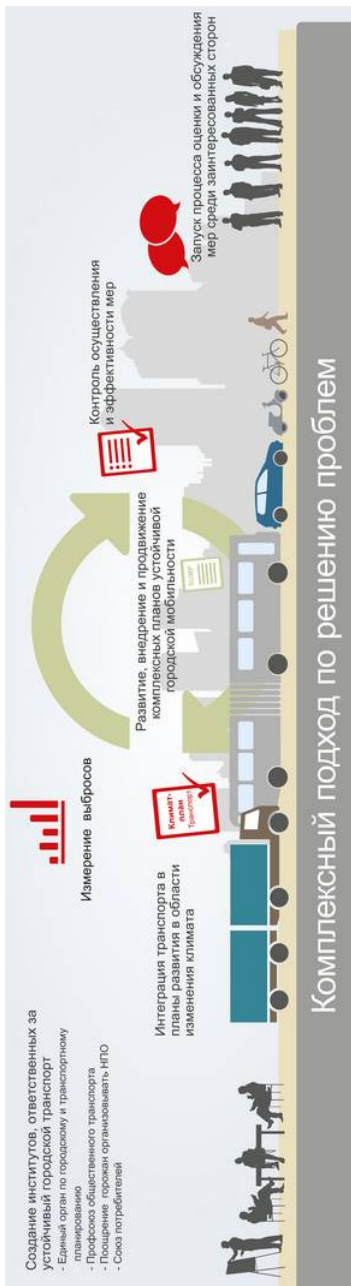 Создание институтов, ответственных за
устойчивый городской транспорт
- Единый орган по городскому и транспортному
планированию
- Профсоюз общественного транспорта
- Поощрение горожан организовывать НПО
- Союз потребителей
Измерение выбросов
Интеграция транспорта в
планы развития в области
изменения климата
Климат-
план
Транспорт
Развитие, внедрение и продвижение
комплексных планов устойчивой
городской мобильности
SUMP
Контроль осуществления
и эффективности мер
Запуск процесса оценки и обсуждения
мер среди заинтересованных сторон
Комплексный подход по решению проблем